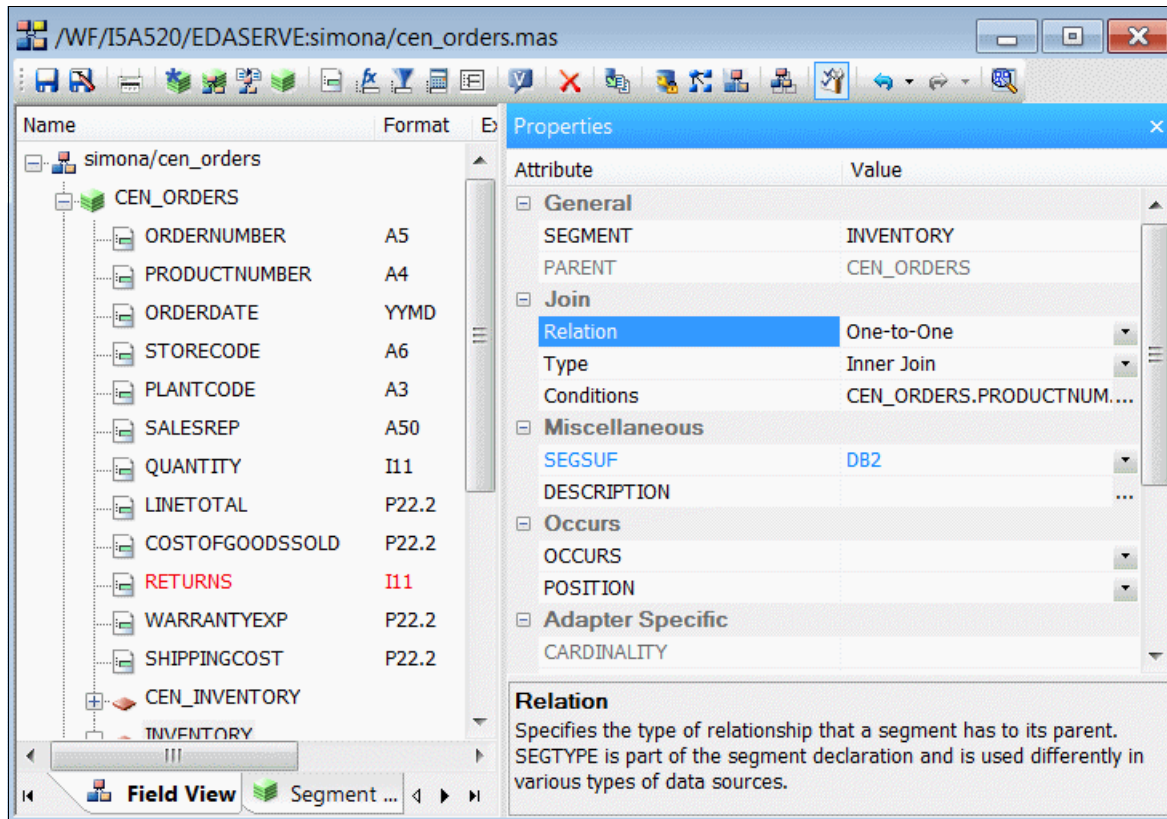 /WF/I5A520/EDASERVE:simona/cen_orders.mas
Name Format Ex
simona/cen_orders
CEN_ORDERS
ORDERNUMBER A5
PRODUCTNUMBER A4
ORDERDATE YYMD
STORECODE A6
PLANTCODE A3
SALESREP A50
QUANTITY I11
LINETOTAL P22.2
COSTOFGOODSSOLD P22.2
RETURNS I11
WARRANTYEXP P22.2
SHIPPINGCOST P22.2
CEN_INVENTORY
INVENTORY
Field View Segment ...
Properties
Attribute Value
General
SEGMENT INVENTORY
PARENT CEN_ORDERS
Join
Relation One-to-One
Type Inner Join
Conditions CEN_ORDERS.PRODUCTNUM....
Miscellaneous
SEGSUF DB2
DESCRIPTION ...
Occurs
OCCURS
POSITION
Adapter Specific
CARDINALITY
Relation
Specifies the type of relationship that a segment has to its parent.
SEGTYPE is part of the segment declaration and is used differently in
various types of data sources.